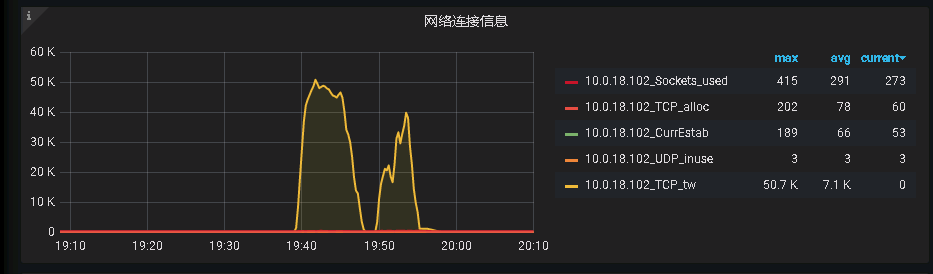 i
网络连接信息
60 K
50 K
40 K
30 K
20 K
10 K
0
19:10 19:20 19:30 19:40 19:50 20:00 20:10
max avg current
10.0.18.102_Sockets_used 415 291 273
10.0.18.102_TCP_alloc 202 78 60
10.0.18.102_CurrEstab 189 66 53
10.0.18.102_UDP_inuse 3 3 3
10.0.18.102_TCP_tw 50.7 K 7.1 K 0